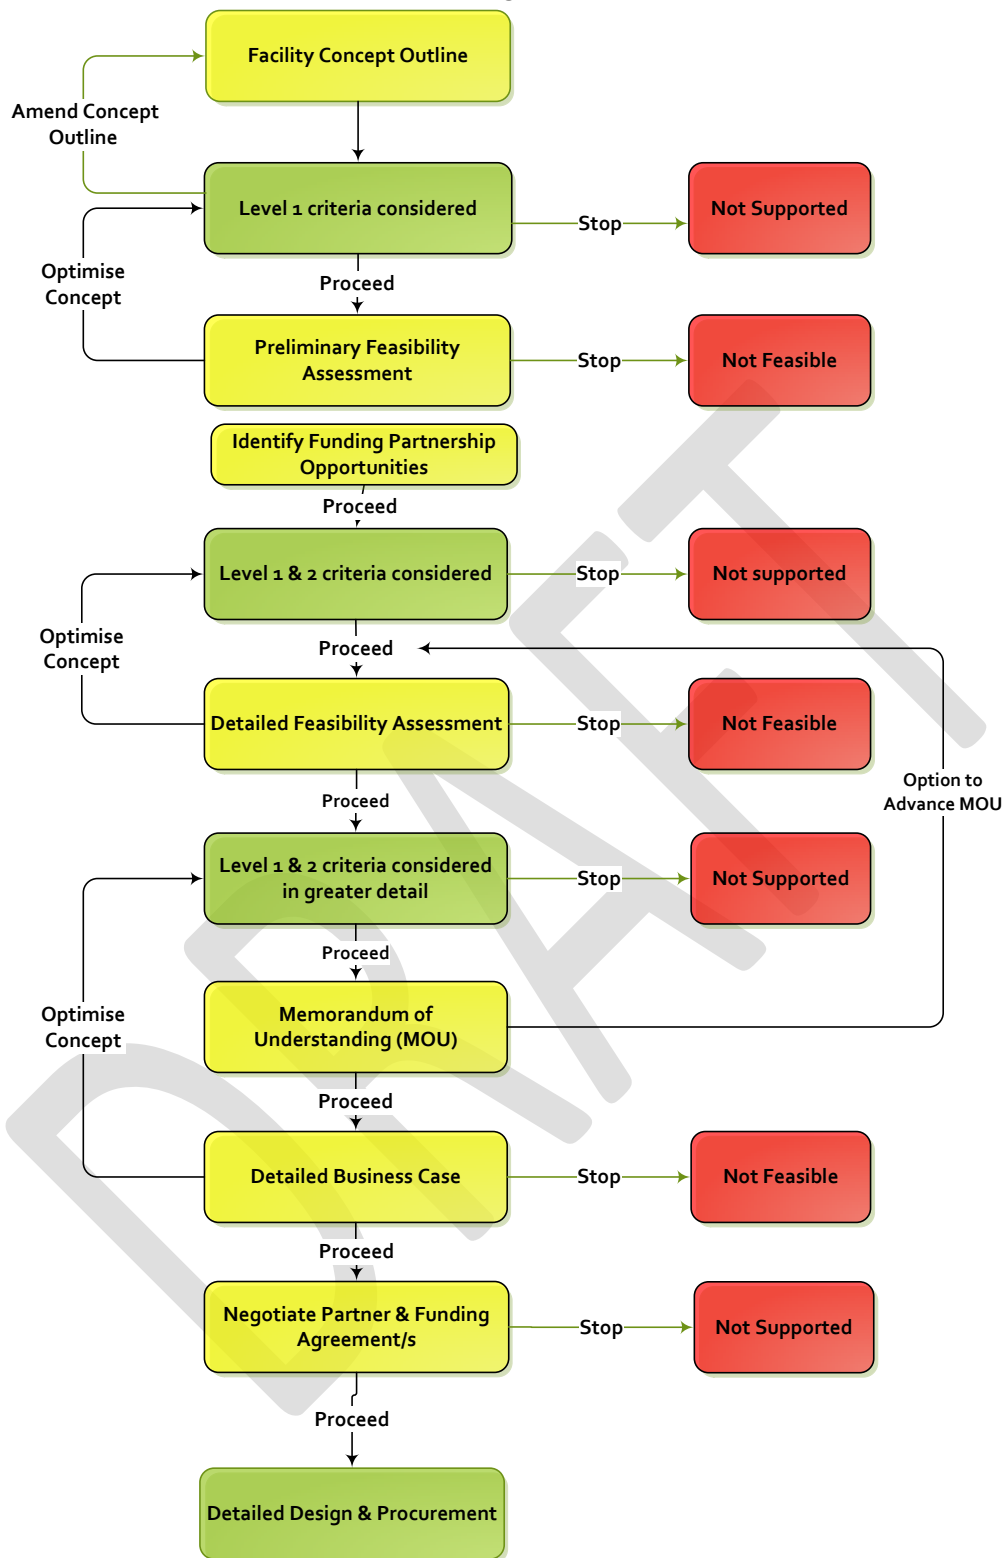 Facility Concept Outline
Amend Concept
Outline
Level 1 criteria considered
Stop
Not Supported
Proceed
Optimise
Concept
Preliminary Feasibility
Assessment
Stop
Not Feasible
Identify Funding Partnership
Opportunities
Proceed
Level 1 & 2 criteria considered
Stop
Not supported
Proceed
Optimise
Concept
Detailed Feasibility Assessment
Stop
Not Feasible
Option to
Advance MOU
Proceed
Level 1 & 2 criteria considered
in greater detail
Stop
Not Supported
Proceed
Optimise
Concept
Memorandum of
Understanding (MOU)
Proceed
Detailed Business Case
Stop
Not Feasible
Proceed
Negotiate Partner & Funding
Agreement/s
Stop
Not Supported
Proceed
Detailed Design & Procurement
DRAFT